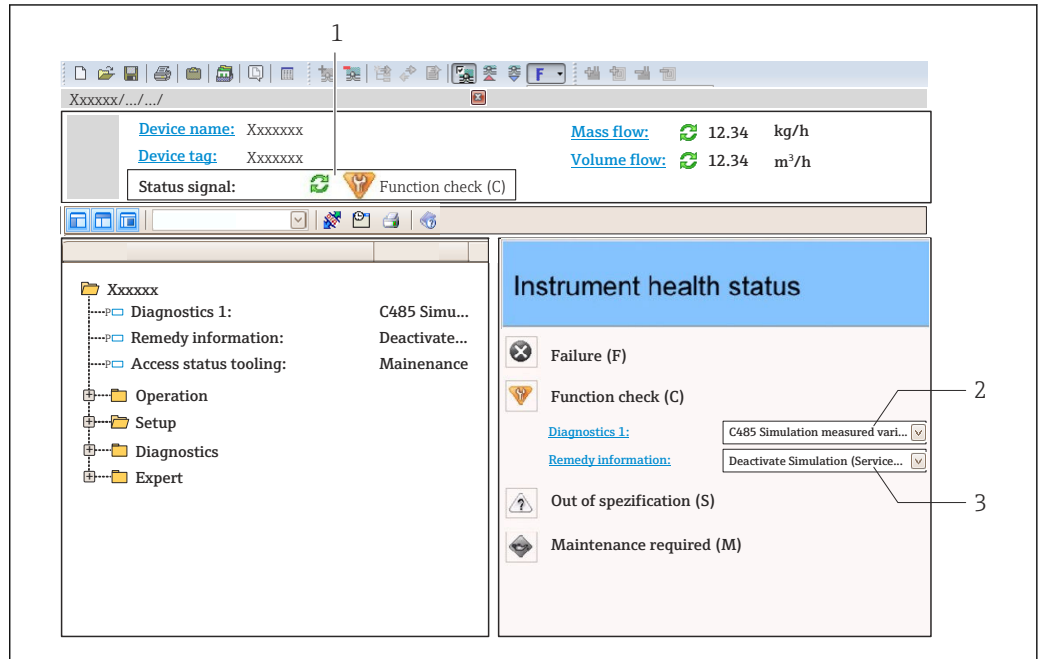 1
F
Xxxxxx/.../.../
Device name: Xxxxxxx
Mass flow: 12.34 kg/h
Device tag: Xxxxxxx
Volume flow: 12.34 m³/h
Status signal: Function check (C)
Xxxxxx
Diagnostics 1: C485 Simu...
Remedy information: Deactivate...
Access status tooling: Mainenance
Operation
Setup
Diagnostics
Expert
Instrument health status
Failure (F)
Function check (C)
2
Diagnostics 1: C485 Simulation measured vari...
Remedy information: Deactivate Simulation (Service...
3
Out of spezification (S)
Maintenance required (M)